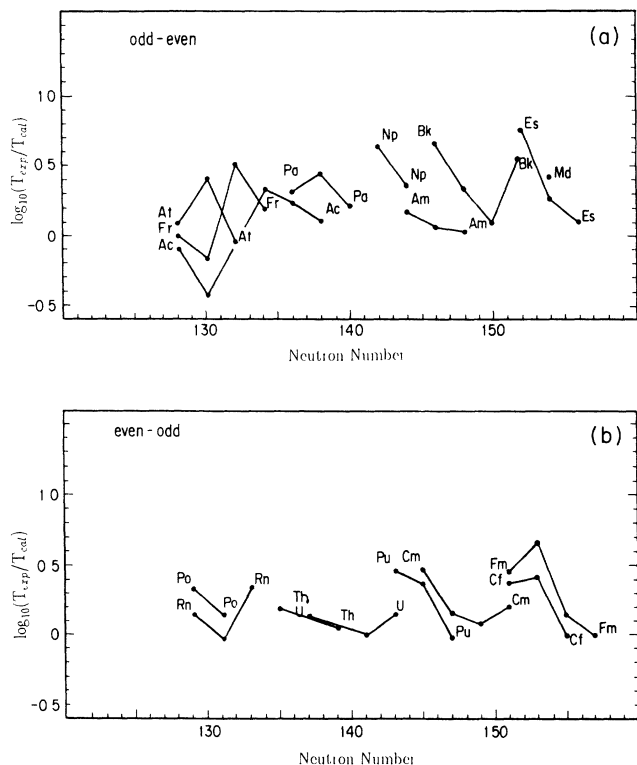 odd-even
(a)
1 0
0 5
0
-0 5
log10(Texp/Tcal)
At
Fr
Ac
At
Fr
Pa
Ac
Pa
Np
Np
Am
Am
Bk
Bk
Es
Md
Es
130
140
150
Neutron Number
even-odd
(b)
1 0
0 5
0
-0 5
log10(Texp/Tcal)
Po
Rn
Po
Rn
Th
U
Th
U
Pu
Cm
Pu
Cm
Fm
Cf
Cf
Fm
130
140
150
Neutron Number